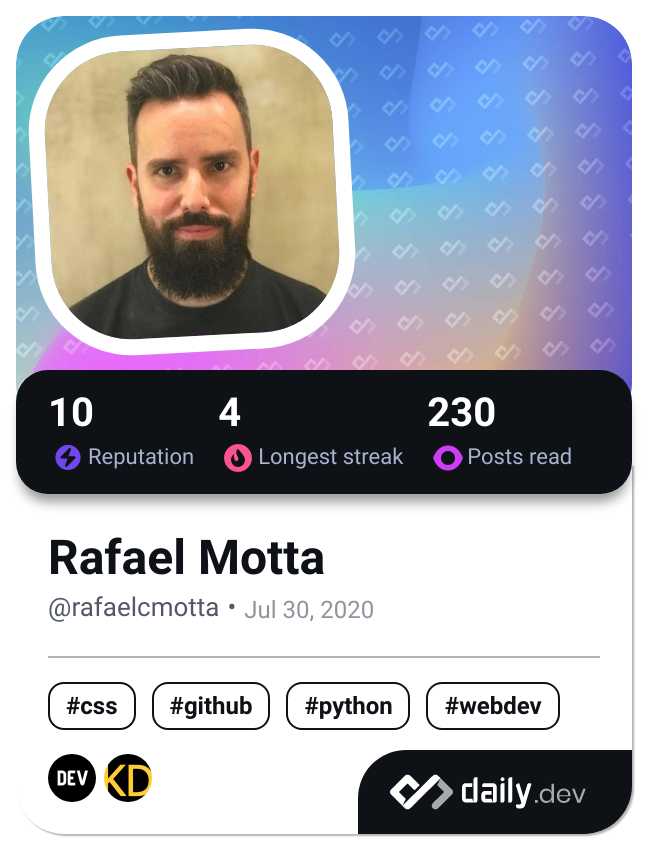 10 4 230
Reputation Longest streak Posts read
Rafael Motta
@rafaelcmotta • Jul 30, 2020
#css #github #python #webdev
DEV KD daily.dev